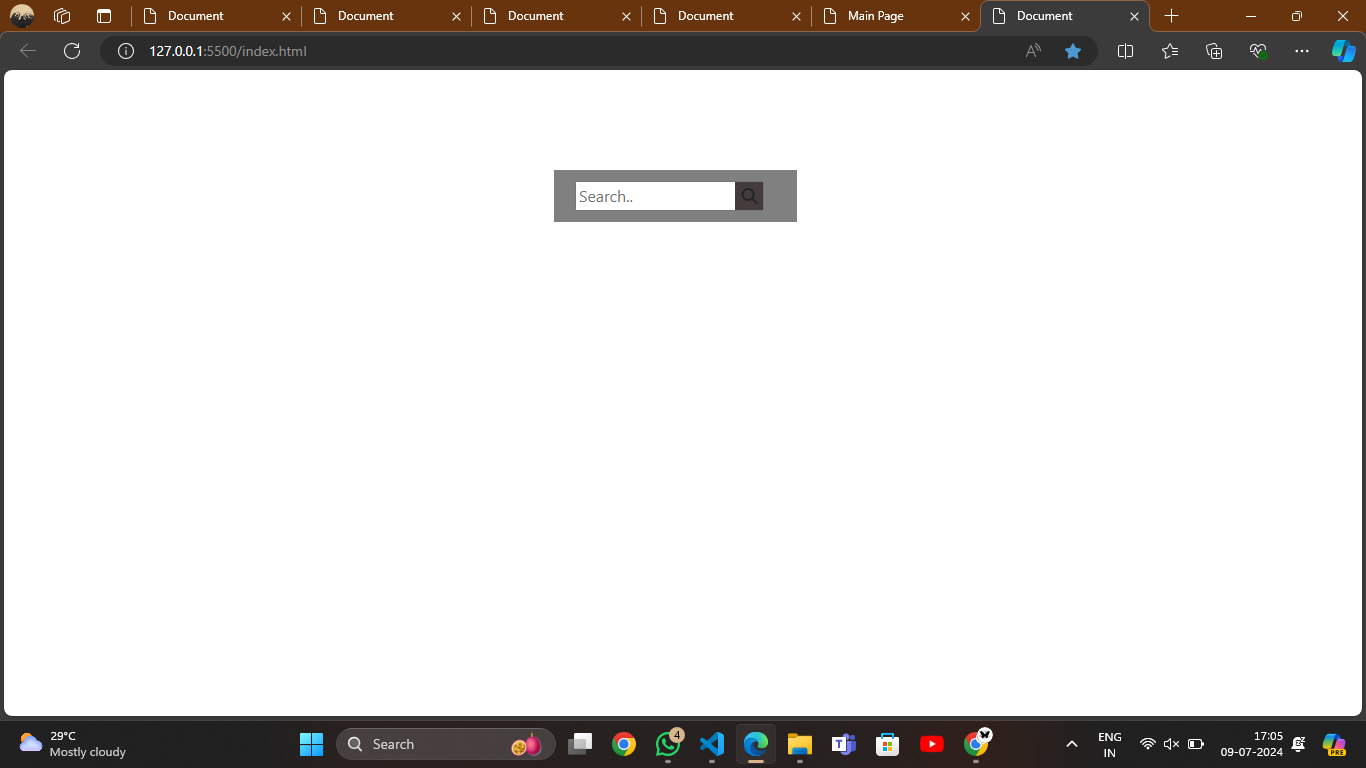 Document
Document
Document
Document
Main Page
Document
127.0.0.1:5500/index.html
Search..
29°C
Mostly cloudy
Search
4
T
ENG
IN
17:05
09-07-2024
PRE